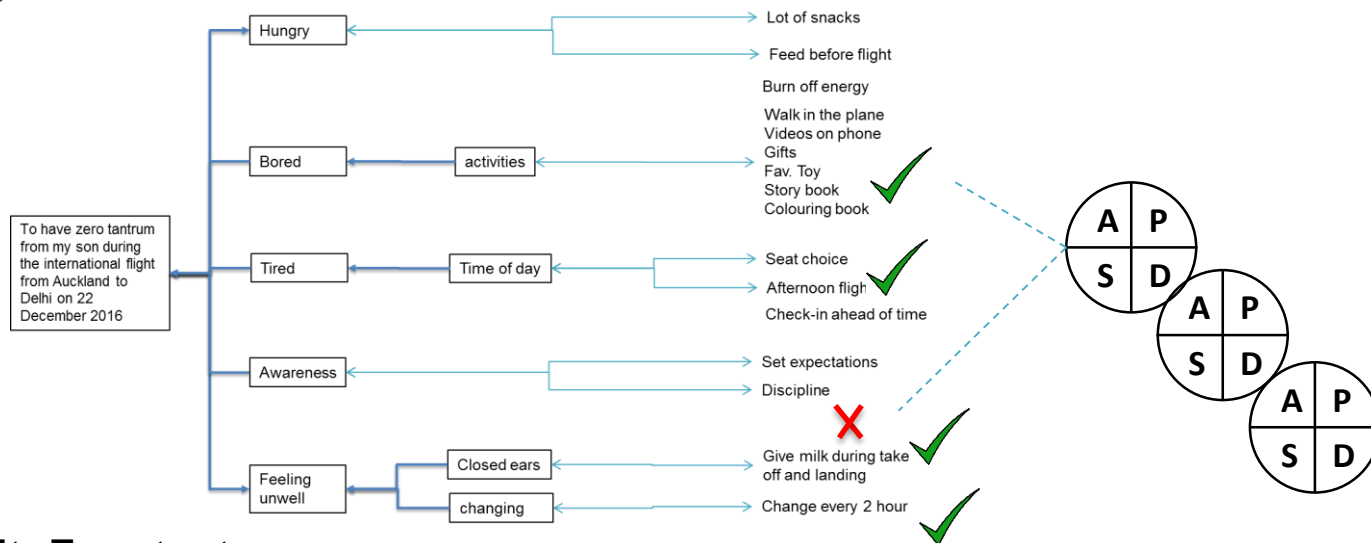 Hungry
Lot of snacks
Feed before flight
Burn off energy
Bored
activities
Walk in the plane
Videos on phone
Gifts
Fav. Toy
Story book
Colouring book
To have zero tantrum
from my son during
the international flight
from Auckland to
Delhi on 22
December 2016
Tired
Time of day
Seat choice
Afternoon fligh
Check-in ahead of time
Awareness
Set expectations
Discipline
Feeling
unwell
Closed ears
Give milk during take
off and landing
changing
Change every 2 hour
A P
S D
A P
S D
A P
S D